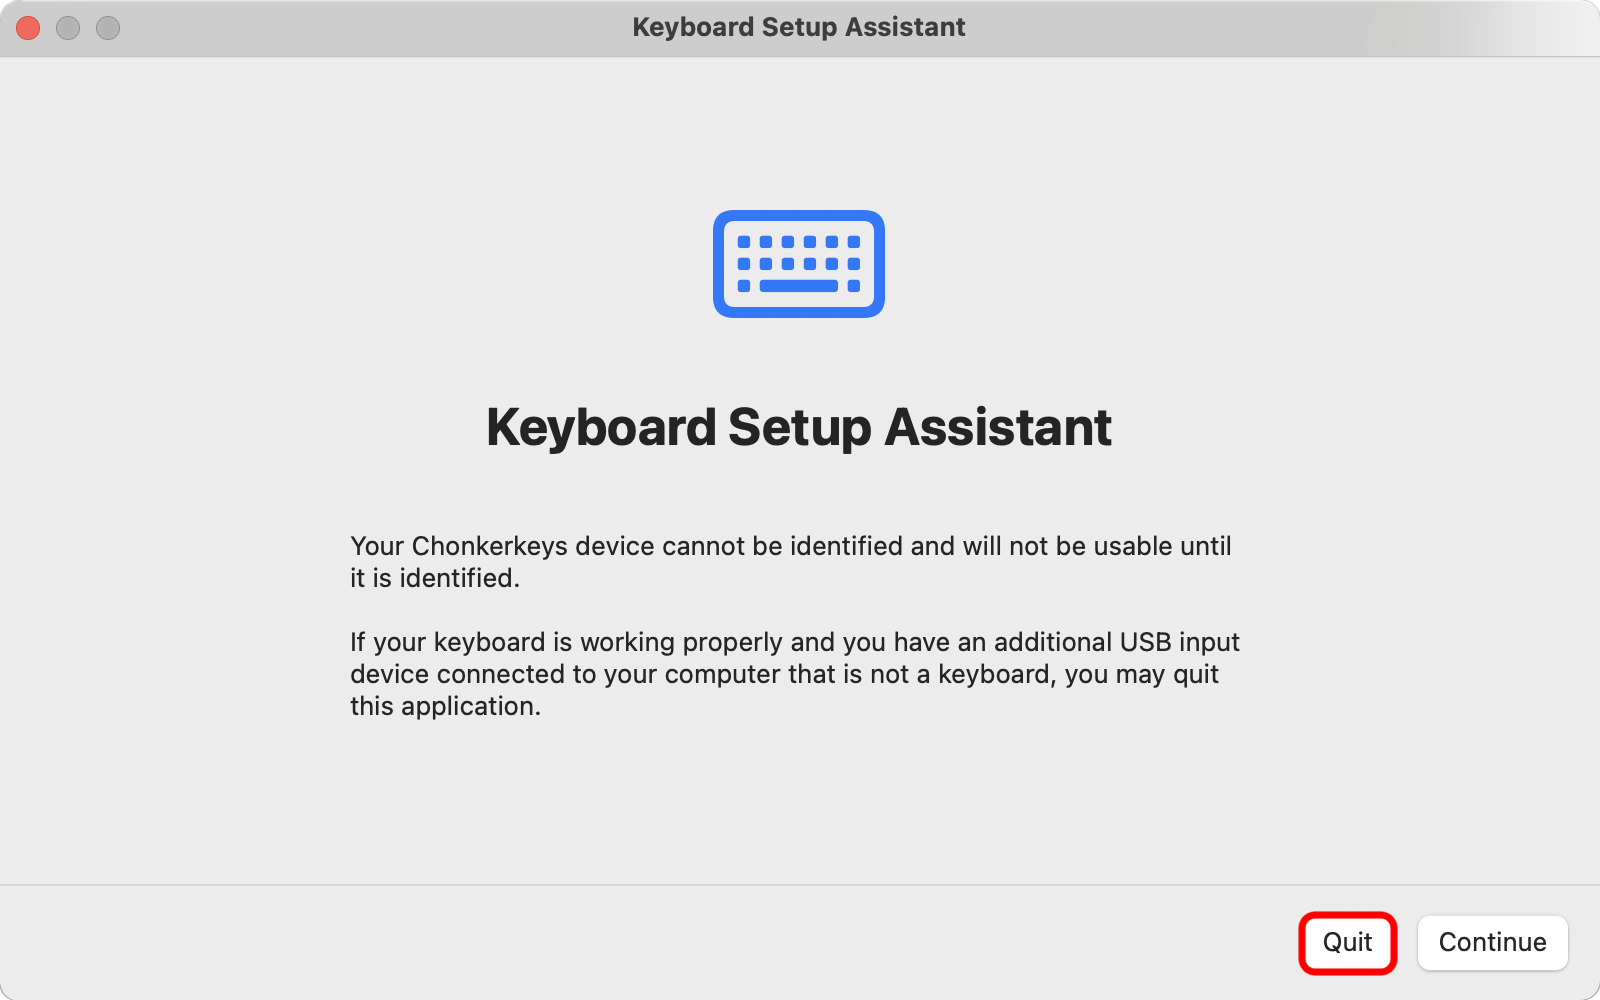 Keyboard Setup Assistant
Keyboard Setup Assistant
Your Chonkerkeys device cannot be identified and will not be usable until
it is identified.
If your keyboard is working properly and you have an additional USB input
device connected to your computer that is not a keyboard, you may quit
this application.
Quit
Continue